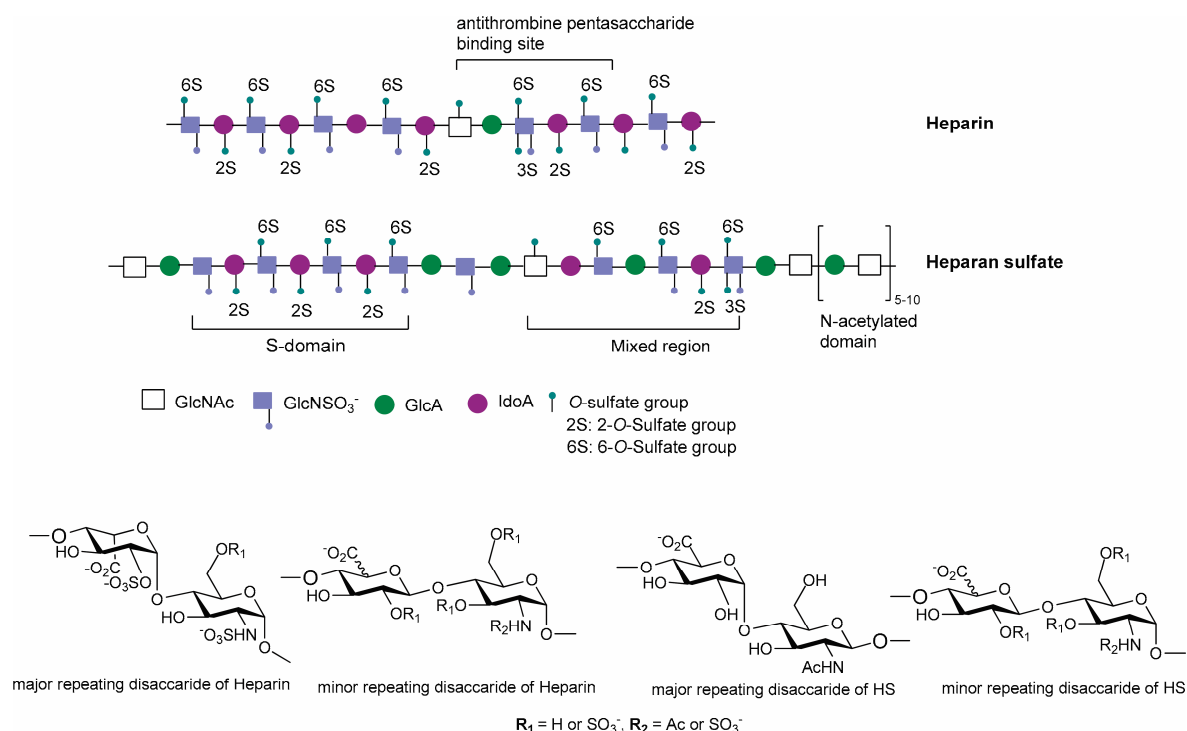 antithrombine pentasaccharide
binding site
6S 6S 6S 6S 6S 6S 6S
Heparin
2S 2S 2S 3S 2S 2S
6S 6S 6S 6S 6S 6S
Heparan sulfate
2S 2S 2S 2S 3S
5-10
S-domain Mixed region N-acetylated
domain
GlcNAc GlcNSO3- GlcA IdoA O-sulfate group
2S: 2-O-Sulfate group
6S: 6-O-Sulfate group
O O HO -O2C -O3SO OR1 O O HO -O3SHN O
-O2C O O HO OR1 OR1 O O R1O R2HN O
-O2C O O HO OH OH O O HO AcHN O
-O2C O O HO OR1 OR1 O O R1O R2HN O
major repeating disaccaride of Heparin minor repeating disaccaride of Heparin major repeating disaccaride of HS minor repeating disaccaride of HS
R1 = H or SO3-, R2 = Ac or SO3-